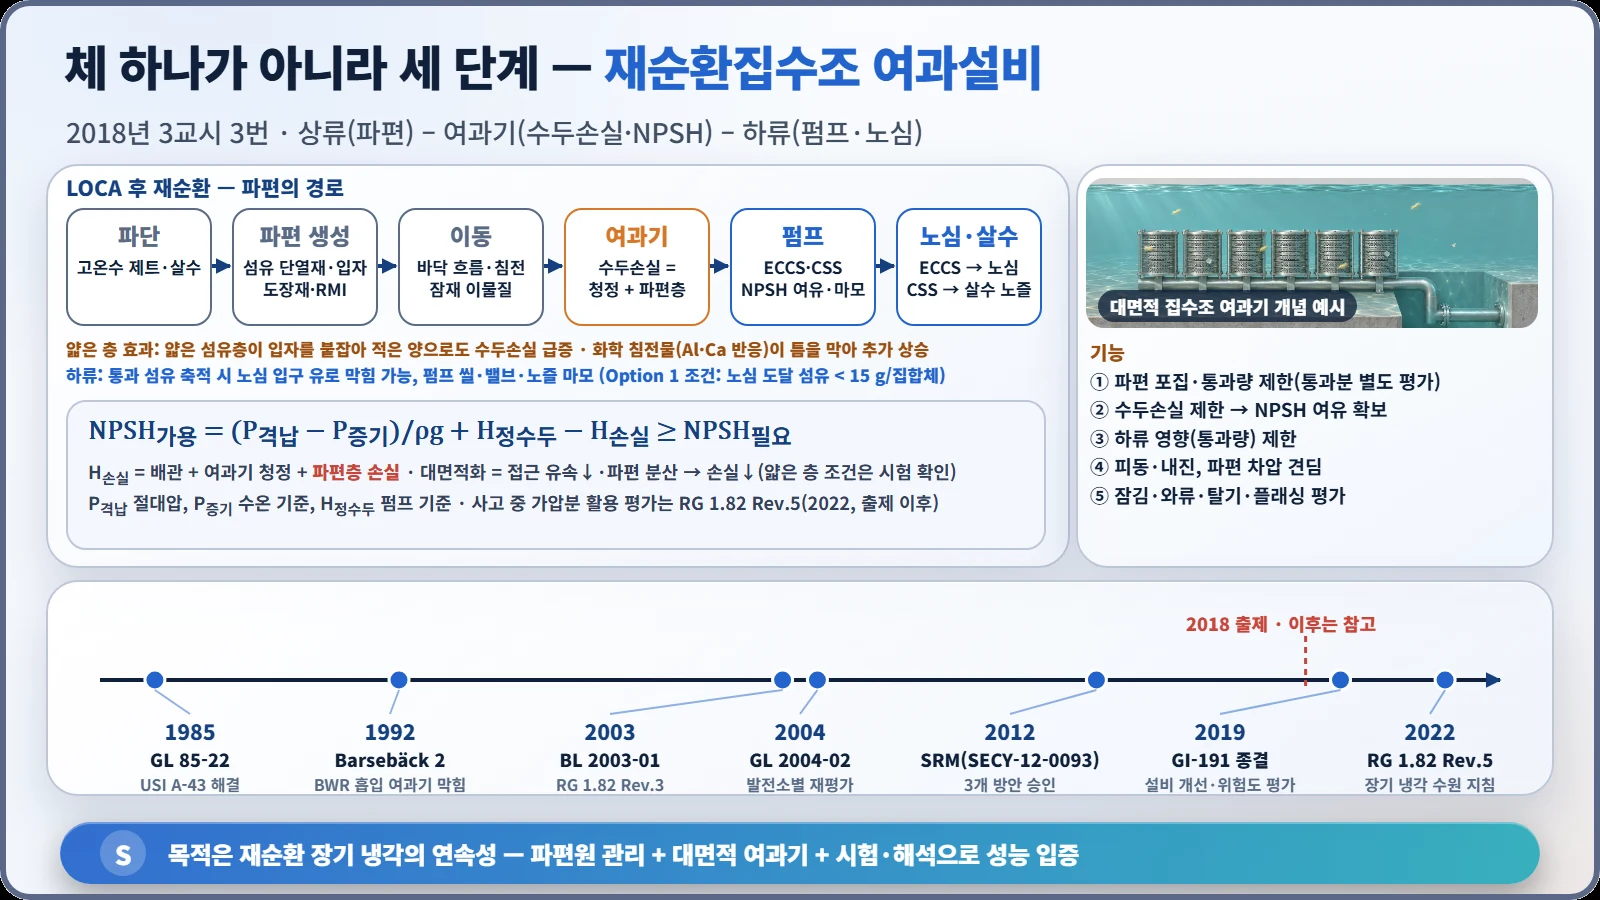 체 하나가 아니라 세 단계 — 재순환집수조 여과설비
2018년 3교시 3번 · 상류(파편) – 여과기(수두손실·NPSH) – 하류(펌프·노심)
LOCA 후 재순환 — 파편의 경로
파단
고온수 제트·살수
파편 생성
섬유 단열재·입자
도장재·RMI
이동
바닥 흐름·침전
잠재 이물질
여과기
수두손실 =
청정 + 파편층
펌프
ECCS·CSS
NPSH 여유·마모
노심·살수
ECCS → 노심
CSS → 살수 노즐
얇은 층 효과: 얇은 섬유층이 입자를 붙잡아 적은 양으로도 수두손실 급증 · 화학 침전물(Al·Ca 반응)이 틈을 막아 추가 상승
하류: 통과 섬유 축적 시 노심 입구 유로 막힘 가능, 펌프 씰·밸브·노즐 마모 (Option 1 조건: 노심 도달 섬유 < 15 g/집합체)
NPSH가용 = (P격납 − P증기)/ρg + H정수두 − H손실 ≥ NPSH필요
H손실 = 배관 + 여과기 청정 + 파편층 손실 · 대면적화 = 접근 유속↓·파편 분산 → 손실↓(얇은 층 조건은 시험 확인)
P격납 절대압, P증기 수온 기준, H정수두 펌프 기준 · 사고 중 가압분 활용 평가는 RG 1.82 Rev.5(2022, 출제 이후)
대면적 집수조 여과기 개념 예시
기능
① 파편 포집·통과량 제한(통과분 별도 평가)
② 수두손실 제한 → NPSH 여유 확보
③ 하류 영향(통과량) 제한
④ 피동·내진, 파편 차압 견딤
⑤ 잠김·와류·탈기·플래싱 평가
2018 출제 · 이후는 참고
1985
GL 85-22
USI A-43 해결
1992
Barsebäck 2
BWR 흡입 여과기 막힘
2003
BL 2003-01
RG 1.82 Rev.3
2004
GL 2004-02
발전소별 재평가
2012
SRM(SECY-12-0093)
3개 방안 승인
2019
GI-191 종결
설비 개선·위험도 평가
2022
RG 1.82 Rev.5
장기 냉각 수원 지침
S
목적은 재순환 장기 냉각의 연속성 — 파편원 관리 + 대면적 여과기 + 시험·해석으로 성능 입증